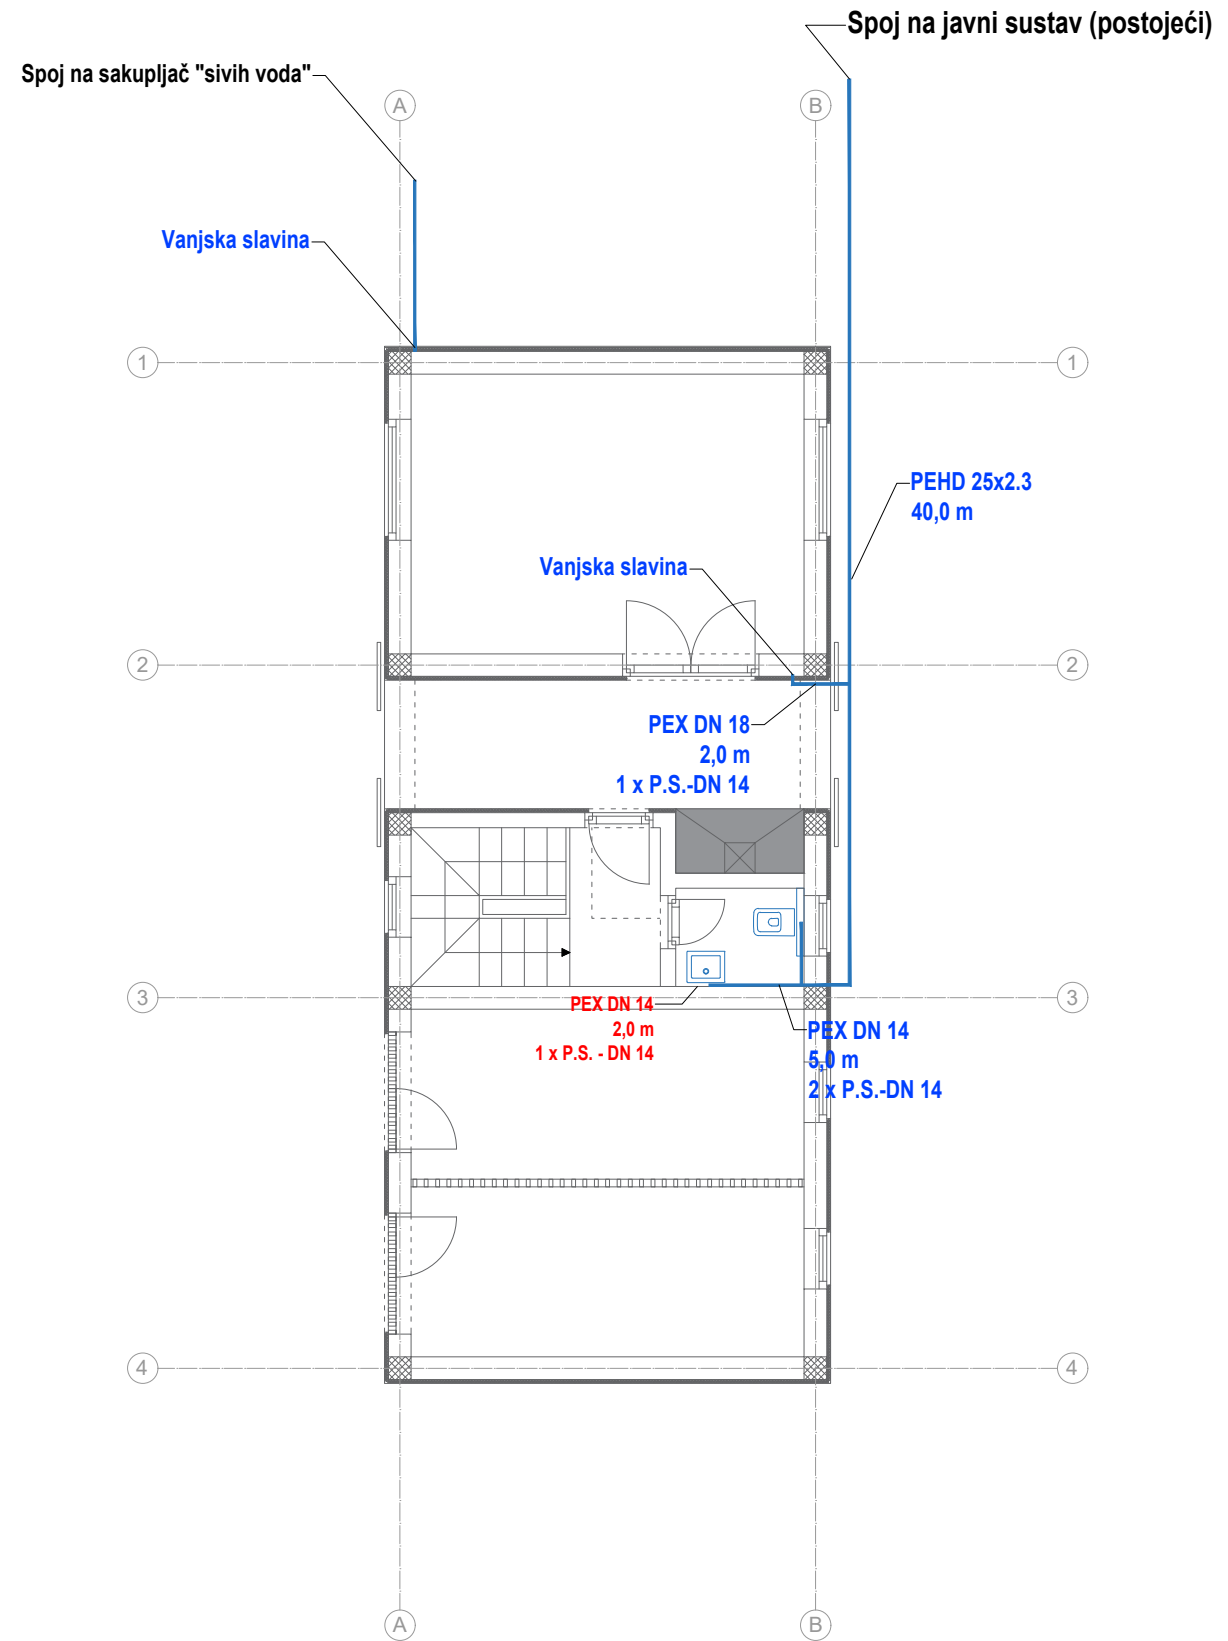 Spoj na javni sustav (postojeći)
Spoj na sakupljač "sivih voda"
A
B
Vanjska slavina
1
1
PEHD 25x2.3
40,0 m
Vanjska slavina
2
2
PEX DN 18
2,0 m
1 x P.S.-DN 14
3
3
PEX DN 14
2,0 m
1 x P.S. - DN 14
PEX DN 14
5,0 m
2 x P.S.-DN 14
4
4
A
B